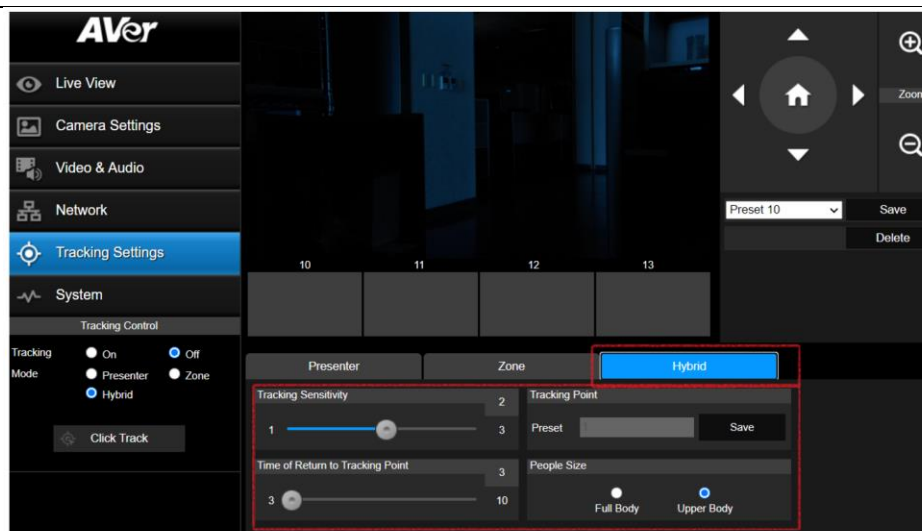 AVer
Live View
Camera Settings
Video & Audio
Network
Tracking Settings
System
Tracking Control
Tracking On Off
Mode Presenter Zone
Hybrid
Click Track
10 11 12 13
Zoom
Preset 10 Save
Delete
Presenter Zone Hybrid
Tracking Sensitivity 2
1 3
Tracking Point
Preset Save
Time of Return to Tracking Point 3
3 10
People Size
Full Body Upper Body